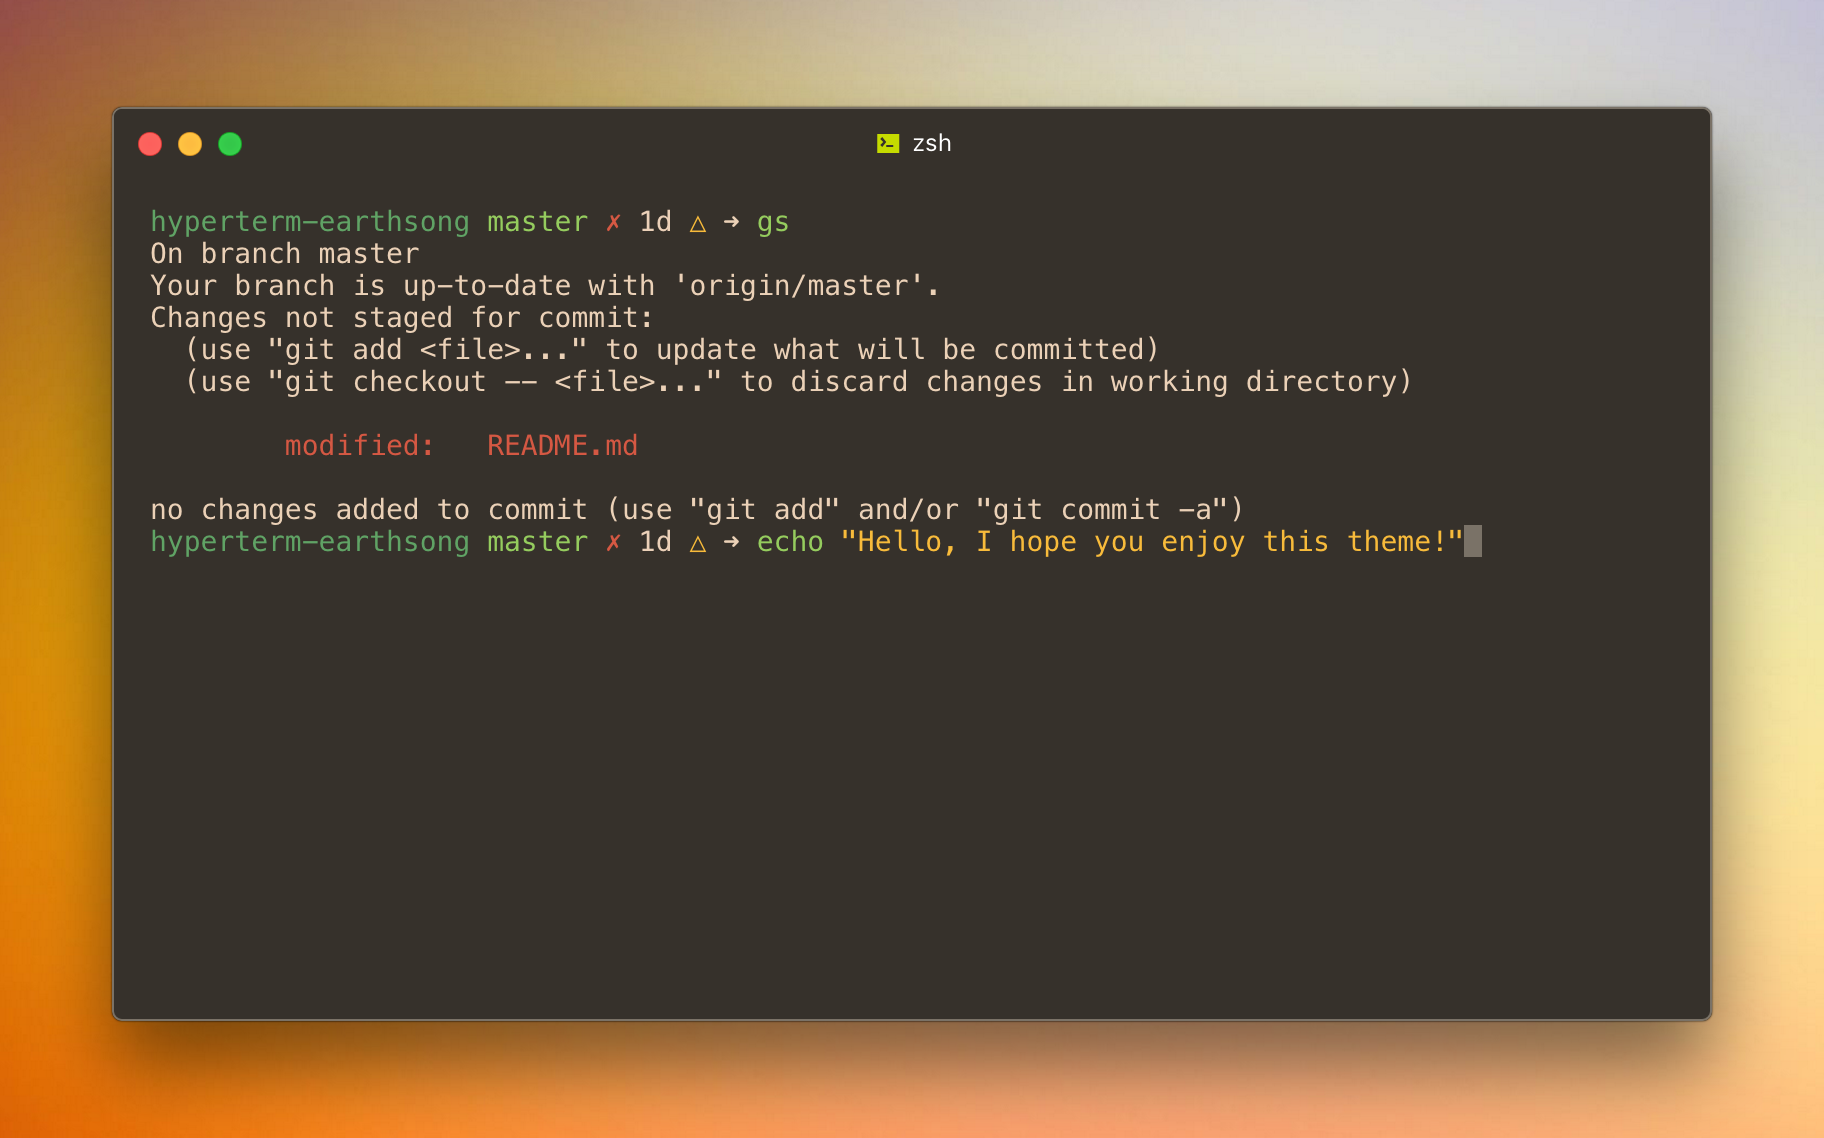 zsh
hyperterm-earthsong master ✗ 1d △ ➜ gs
On branch master
Your branch is up-to-date with 'origin/master'.
Changes not staged for commit:
  (use "git add <file>..." to update what will be committed)
  (use "git checkout -- <file>..." to discard changes in working directory)
        modified:   README.md
no changes added to commit (use "git add" and/or "git commit -a")
hyperterm-earthsong master ✗ 1d △ ➜ echo "Hello, I hope you enjoy this theme!"